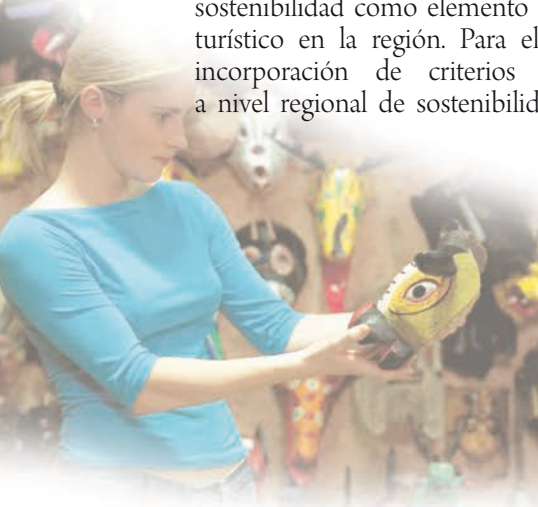 sostenibilidad como elemento
turístico en la región. Para el
incorporación de criterios
a nivel regional de sostenibilid